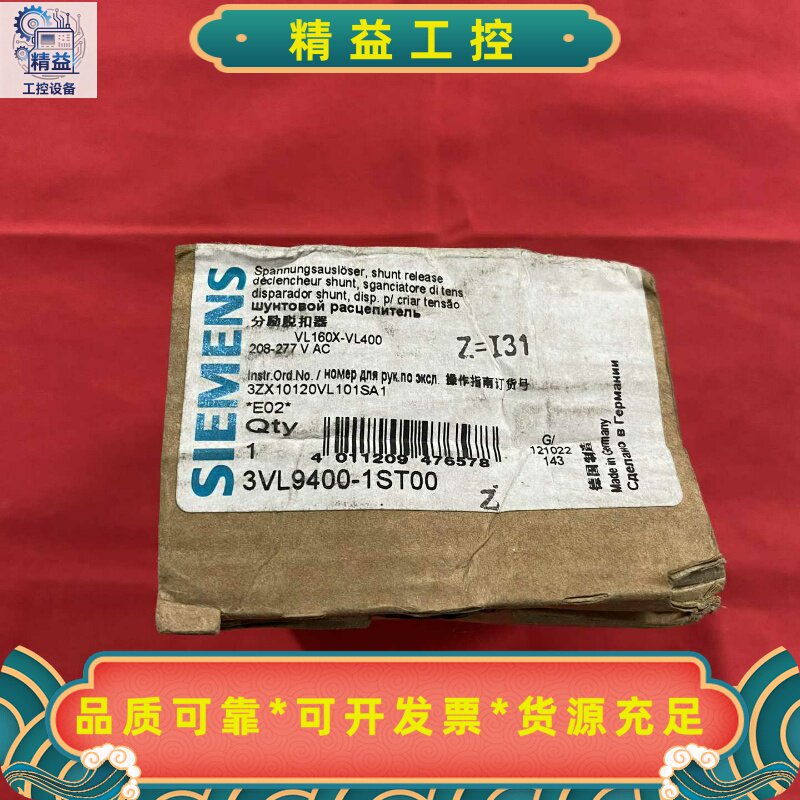 精益
工控设备
精益工控
SIEMENS
Spannungsauslöser, shunt release
déclencheur shunt, sganciatore di tens
disparador shunt, disp. p/ criar tensão
шунтовой расцепитель
分励脱扣器
VL160X-VL400
208-277 V AC
Z=I31
Instr.Ord.No. / номер для рук.по экспл. 操作指南订货号
3ZX10120VL101SA1
*E02*
Qty
1
4 011209 476578
3VL9400-1ST00
Z
G/
121022
143
德国制造
Made in Germany
Сделано в Германии
品质可靠*可开发票*货源充足